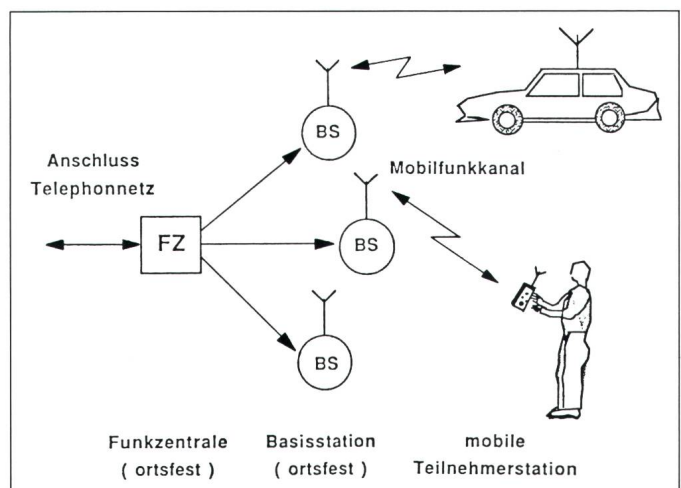 BS
Anschluss
Telephonnetz
Mobilfunkkanal
FZ
BS
BS
Funkzentrale
( ortsfest )
Basisstation
( ortsfest )
mobile
Teilnehmerstation